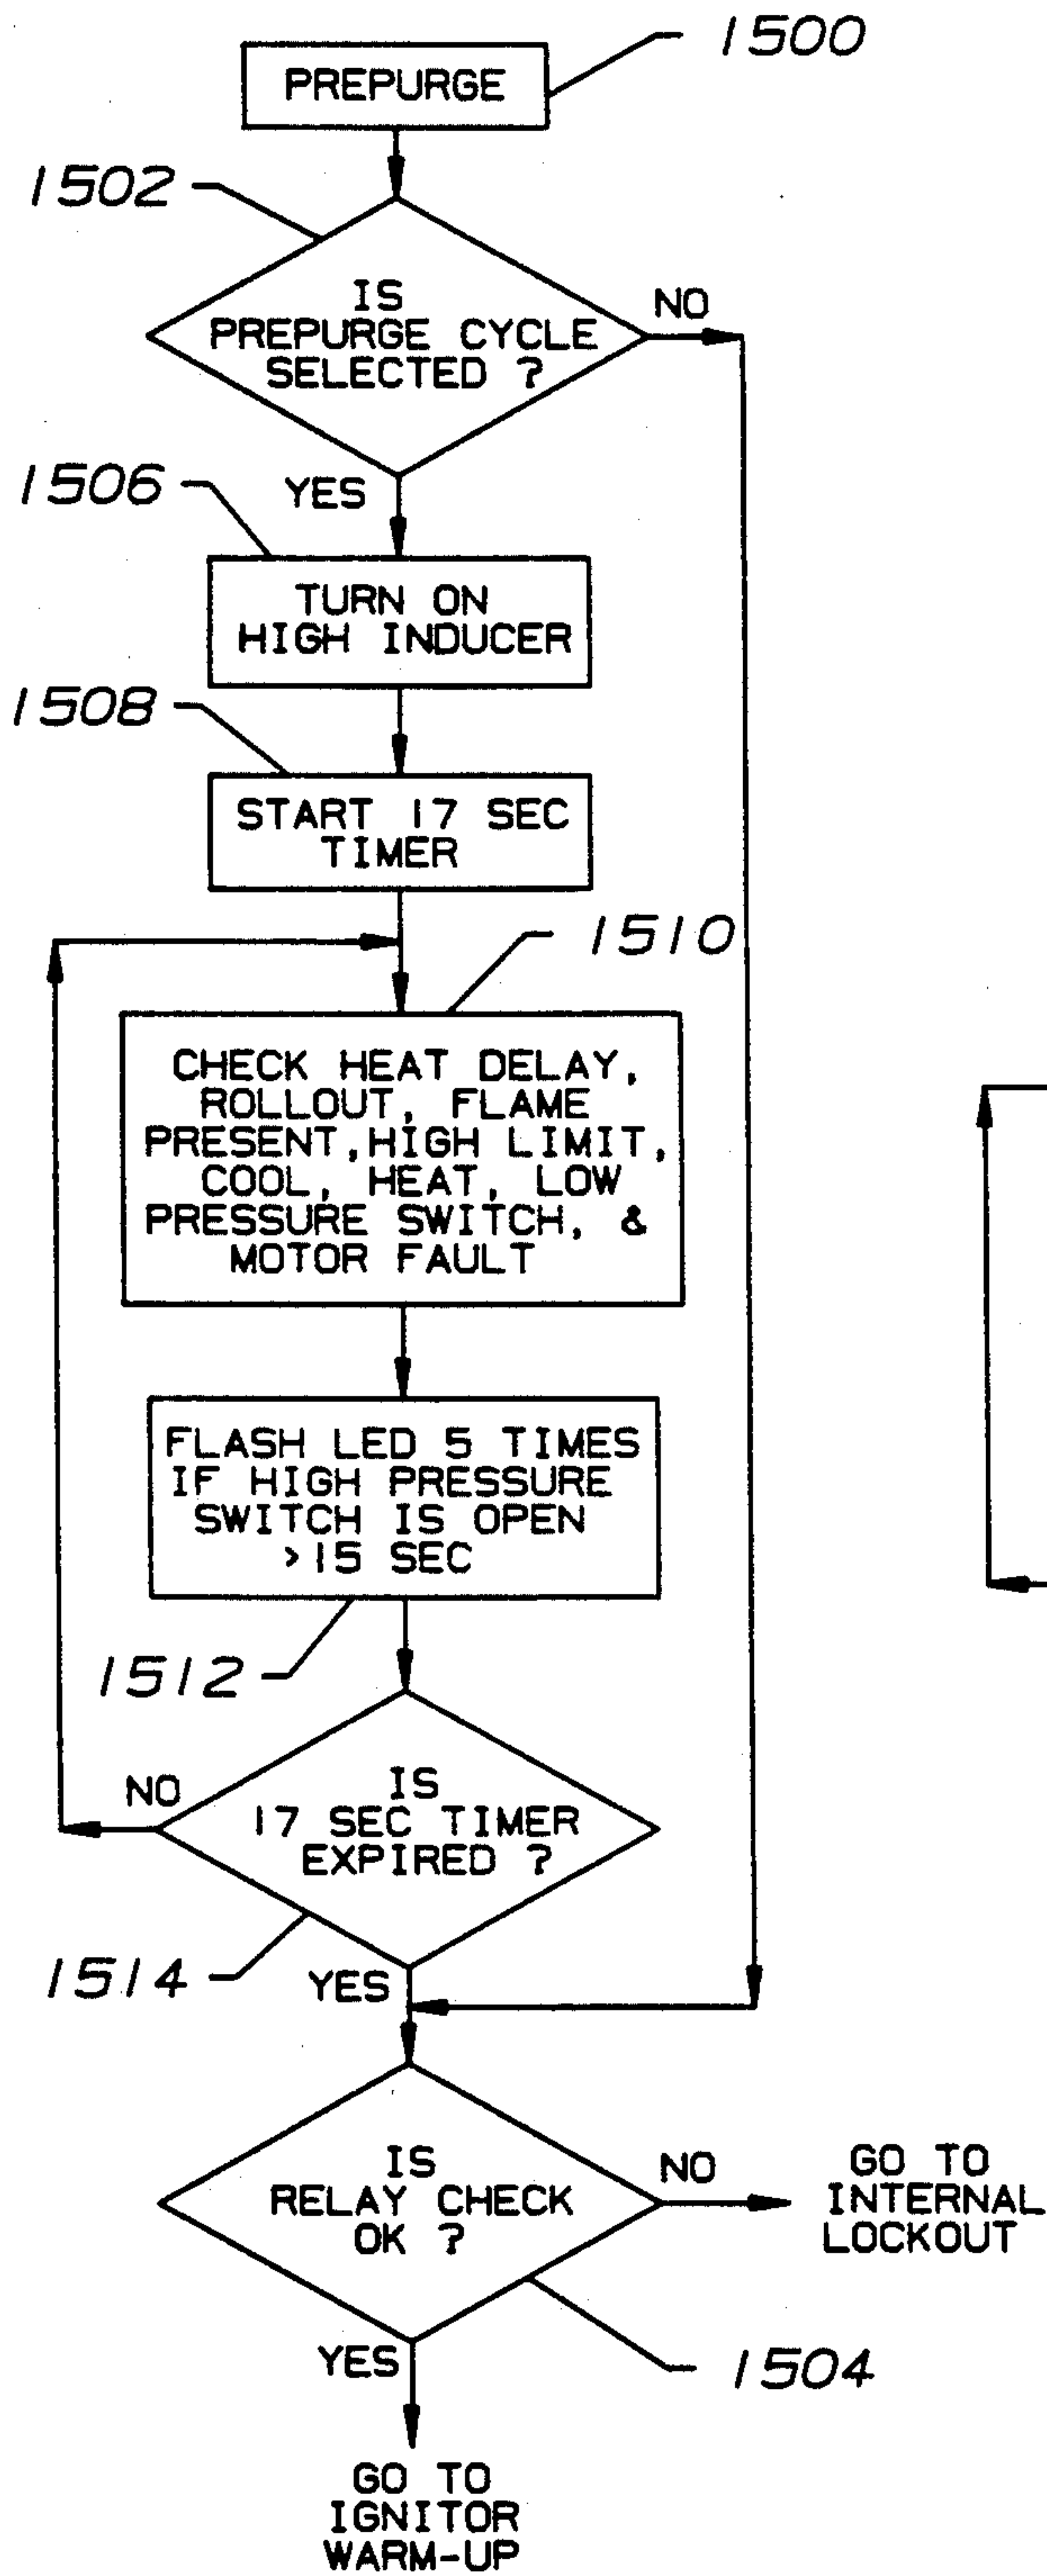 1500
PREPURGE
1502
IS
PREPURGE CYCLE
SELECTED ?
NO
YES
1506
TURN ON
HIGH INDUCER
1508
START 17 SEC
TIMER
1510
CHECK HEAT DELAY,
ROLLOUT, FLAME
PRESENT, HIGH LIMIT,
COOL, HEAT, LOW
PRESSURE SWITCH, &
MOTOR FAULT
FLASH LED 5 TIMES
IF HIGH PRESSURE
SWITCH IS OPEN
>15 SEC
1512
NO
IS
17 SEC TIMER
EXPIRED ?
1514
YES
IS
RELAY CHECK
OK ?
NO
GO TO
INTERNAL
LOCKOUT
YES
1504
GO TO
IGNITOR
WARM-UP